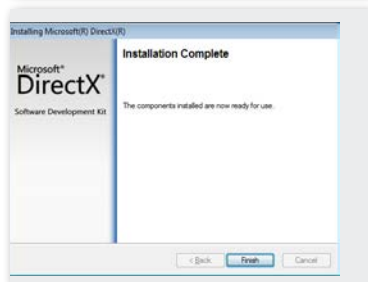 Installing Microsoft(R) DirectX(R)
Installation Complete
Microsoft®
DirectX®
Software Development Kit
The components installed are now ready for use.
< Back
Finish
Cancel